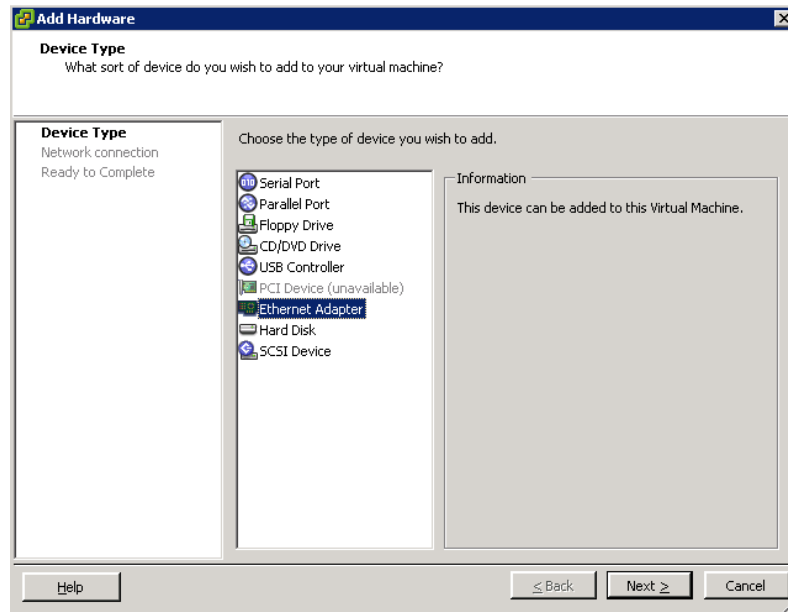 Add Hardware
Device Type
What sort of device do you wish to add to your virtual machine?
Device Type
Network connection
Ready to Complete
Choose the type of device you wish to add.
Serial Port
Parallel Port
Floppy Drive
CD/DVD Drive
USB Controller
PCI Device (unavailable)
Ethernet Adapter
Hard Disk
SCSI Device
Information
This device can be added to this Virtual Machine.
Help
< Back
Next >
Cancel